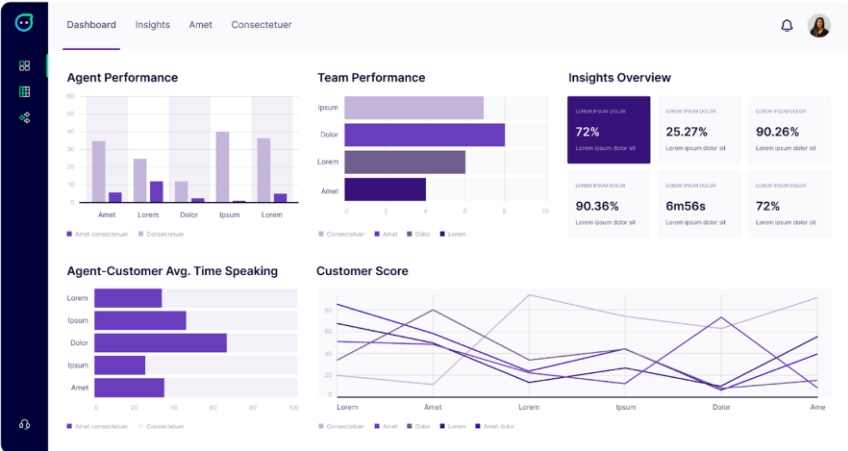 Dashboard Insights Amet Consectetuer
Agent Performance
60
50
40
30
20
10
0
Amet Lorem Dolor Ipsum Lorem
Amet consectetuer Consectetuer
Team Performance
Ipsum
Dolor
Lorem
Amet
0 2 4 6 8 10
Consectetuer Amet Dolor Lorem
Insights Overview
LOREM IPSUM DOLOR
72%
Lorem ipsum dolor sit
LOREM IPSUM DOLOR
25.27%
Lorem ipsum dolor sit
LOREM IPSUM DOLOR
90.26%
Lorem ipsum dolor sit
LOREM IPSUM DOLOR
90.36%
Lorem ipsum dolor sit
LOREM IPSUM DOLOR
6m56s
Lorem ipsum dolor sit
LOREM IPSUM DOLOR
72%
Lorem ipsum dolor sit
Agent-Customer Avg. Time Speaking
Lorem
Ipsum
Dolor
Ipsum
Amet
0 20 40 60 80 100
Amet consectetuer Consectetuer
Customer Score
80
60
40
20
0
Lorem Amet Lorem Ipsum Dolor Ame
Consectetuer Amet Dolor Lorem Amet dolor